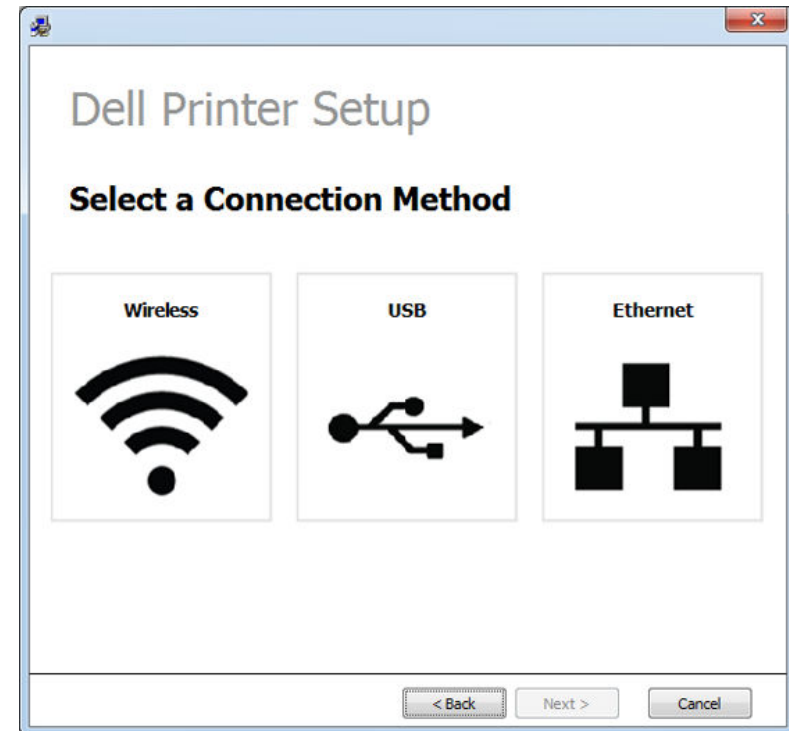 Dell Printer Setup
Select a Connection Method
Wireless USB Ethernet
< Back Next > Cancel